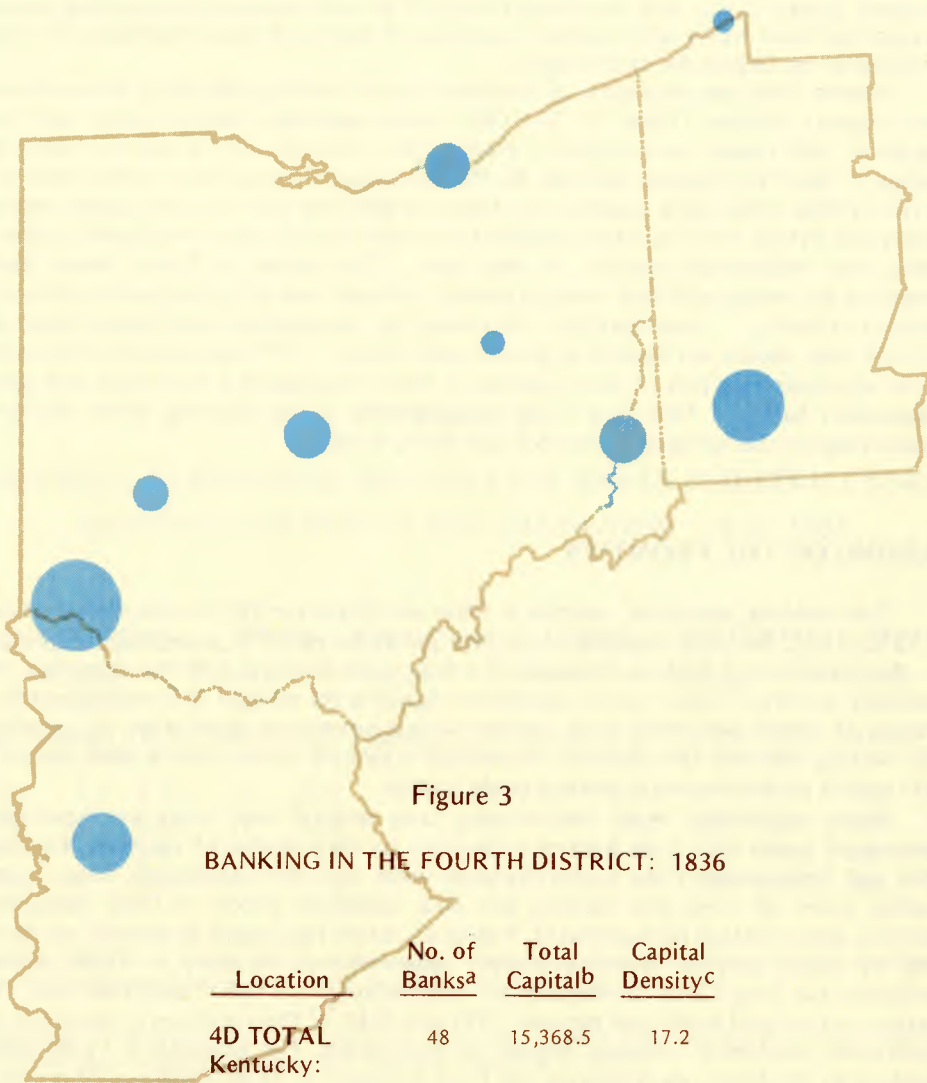 Figure 3
BANKING IN THE FOURTH DISTRICT: 1836
Location No. of Banksa Total Capitalb Capital Densityc
4D TOTAL 48 15,368.5 17.2
Kentucky: